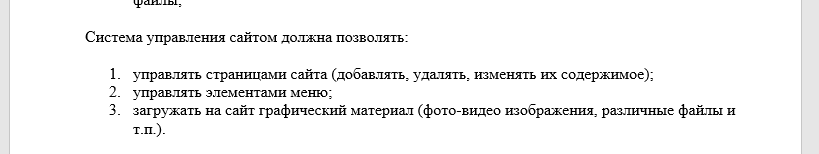 файлы;
Система управления сайтом должна позволять:
1. управлять страницами сайта (добавлять, удалять, изменять их содержимое);
2. управлять элементами меню;
3. загружать на сайт графический материал (фото-видео изображения, различные файлы и
т.п.).